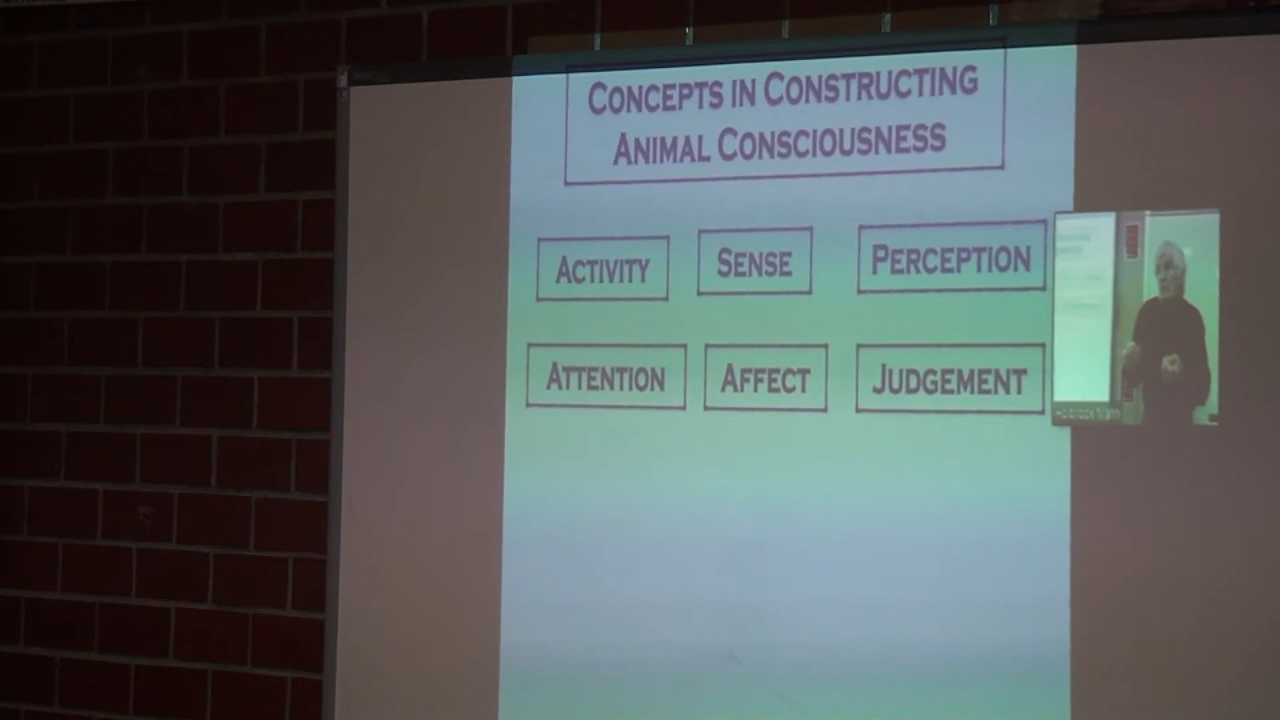 CONCEPTS IN CONSTRUCTING
ANIMAL CONSCIOUSNESS
ACTIVITY SENSE PERCEPTION
ATTENTION AFFECT JUDGEMENT